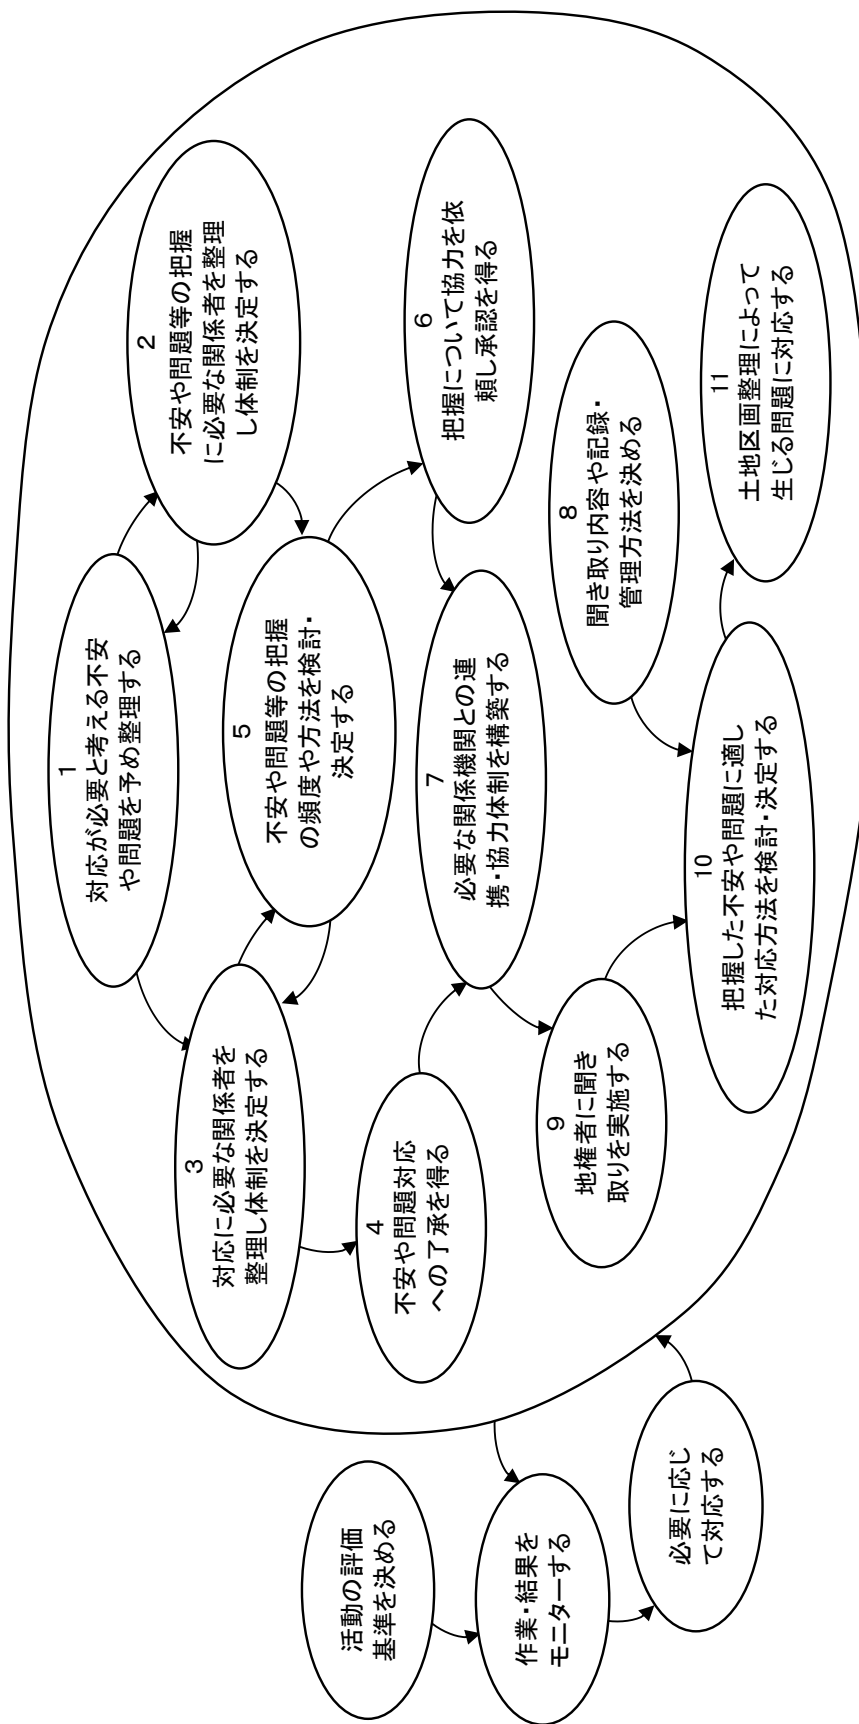 1
対応が必要と考える不安
や問題を予め整理する
2
不安や問題等の把握
に必要な関係者を整理
し体制を決定する
3
対応に必要な関係者を
整理し体制を決定する
4
不安や問題対応
への了承を得る
5
不安や問題等の把握
の頻度や方法を検討・
決定する
6
把握について協力を依
頼し承認を得る
7
必要な関係機関との連
携・協力体制を構築する
8
聞き取り内容や記録・
管理方法を決める
9
地権者に聞き
取りを実施する
10
把握した不安や問題に適し
た対応方法を検討・決定する
11
土地区画整理によって
生じる問題に対応する
活動の評価
基準を決める
作業・結果を
モニターする
必要に応じ
て対応する